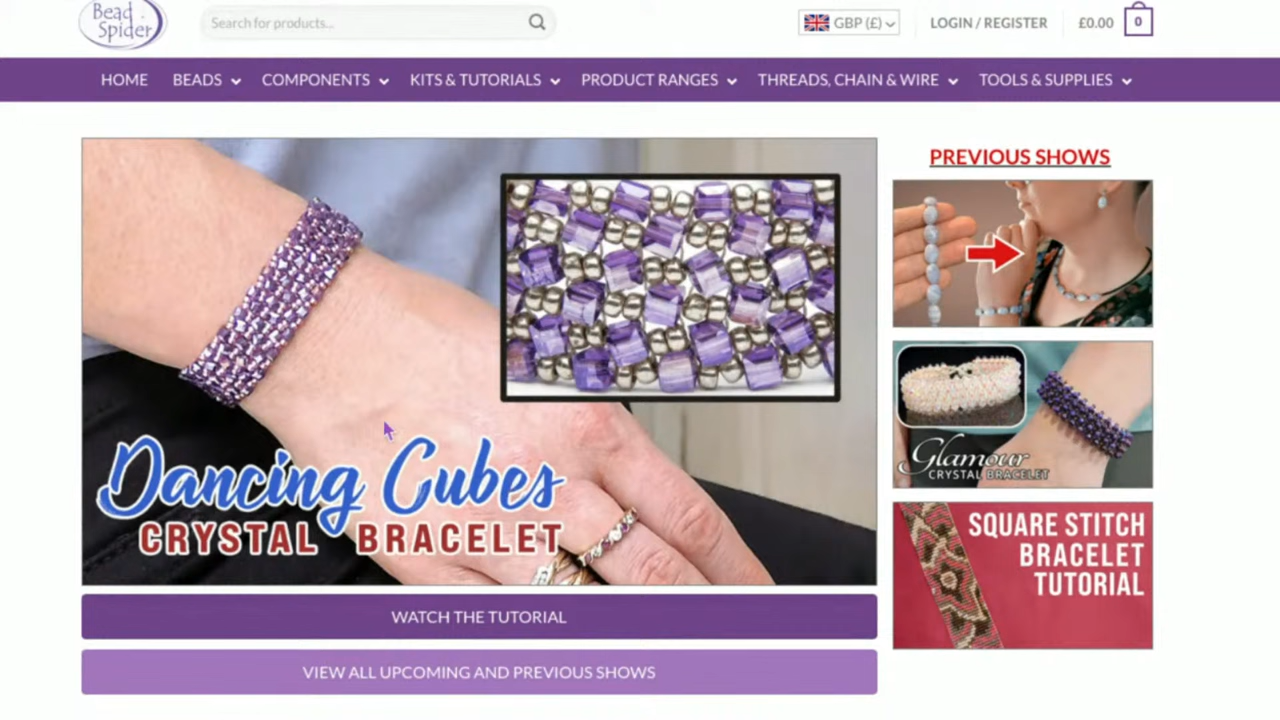 Bead
Spider
Search for products...
GBP (£)
LOGIN / REGISTER
£0.00
0
HOME
BEADS
COMPONENTS
KITS & TUTORIALS
PRODUCT RANGES
THREADS, CHAIN & WIRE
TOOLS & SUPPLIES
Dancing Cubes
CRYSTAL BRACELET
WATCH THE TUTORIAL
VIEW ALL UPCOMING AND PREVIOUS SHOWS
PREVIOUS SHOWS
Glamour
CRYSTAL BRACELET
SQUARE STITCH
BRACELET
TUTORIAL